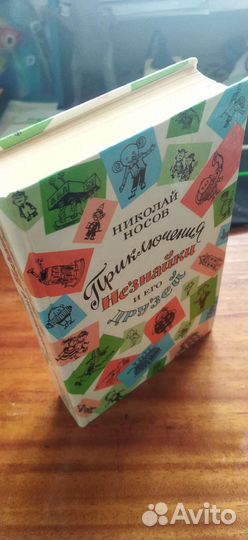 НИКОЛАЙ
НОСОВ
Приключения
Незнайки
И ЕГО
друзей
Avito